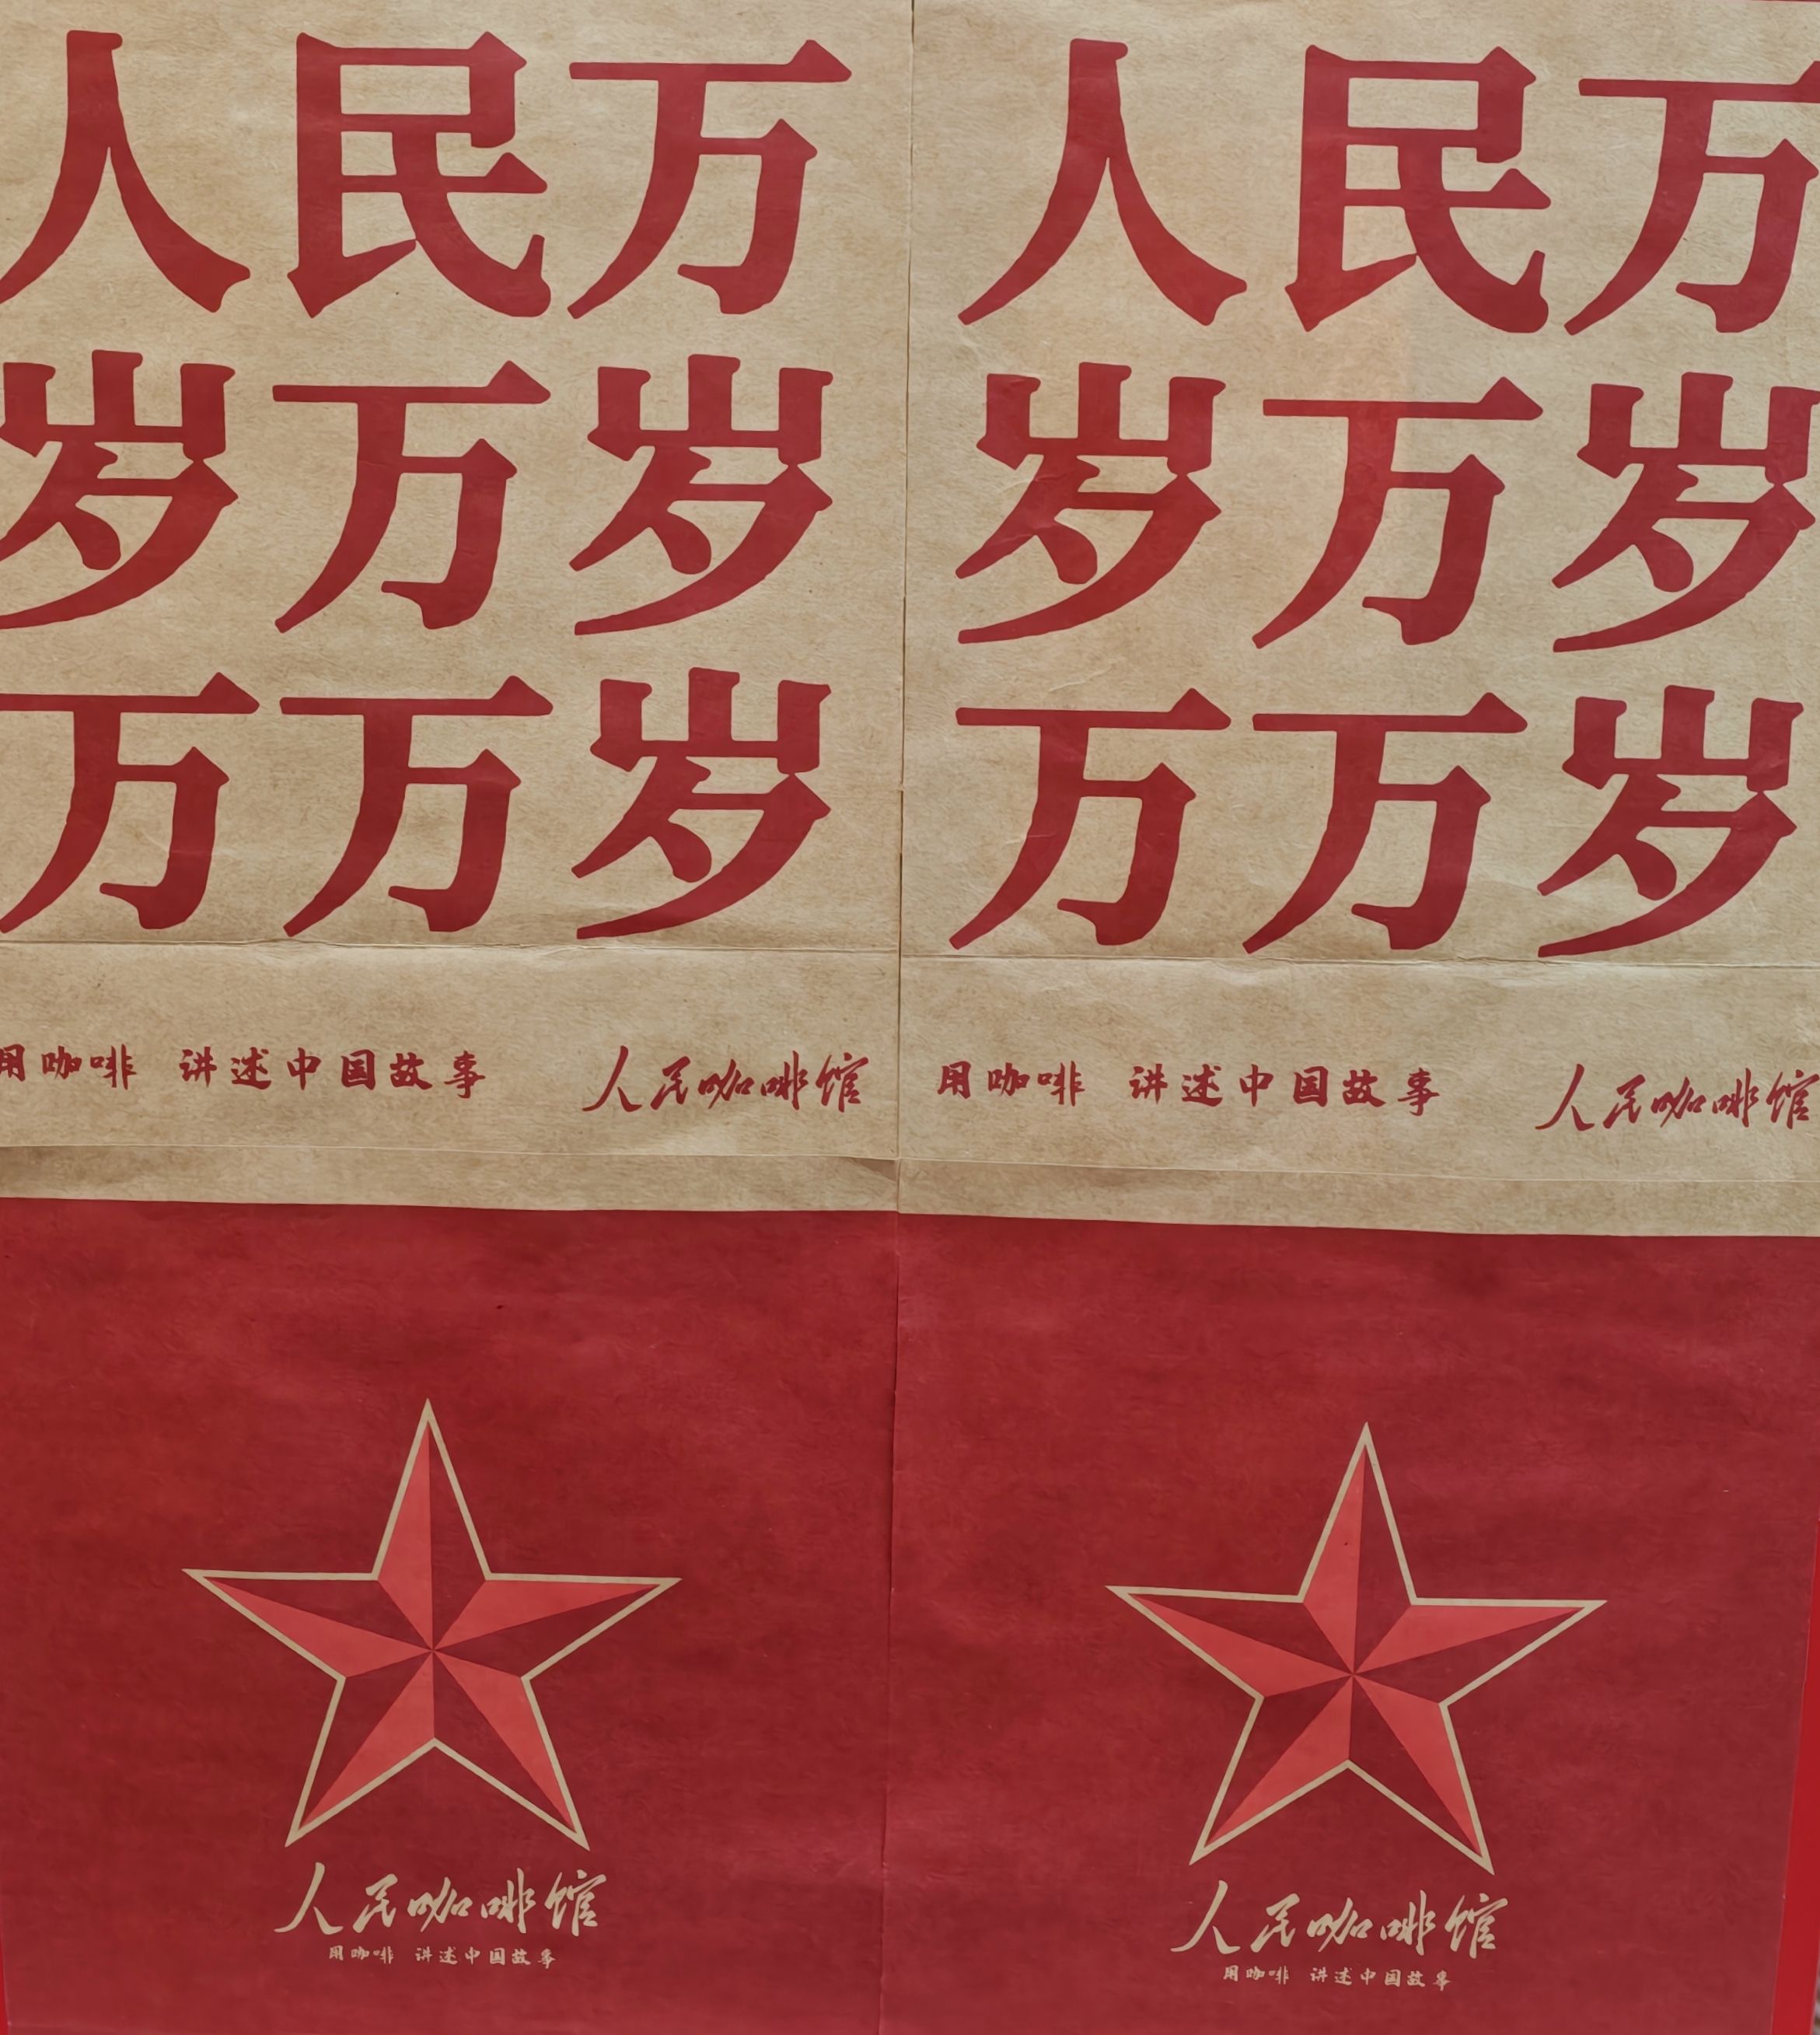 人民万
岁万岁
万万岁
用咖啡 讲述中国故事 人民咖啡馆
人民万
岁万岁
万万岁
用咖啡 讲述中国故事 人民咖啡馆
人民咖啡馆
用咖啡 讲述中国故事
人民咖啡馆
用咖啡 讲述中国故事